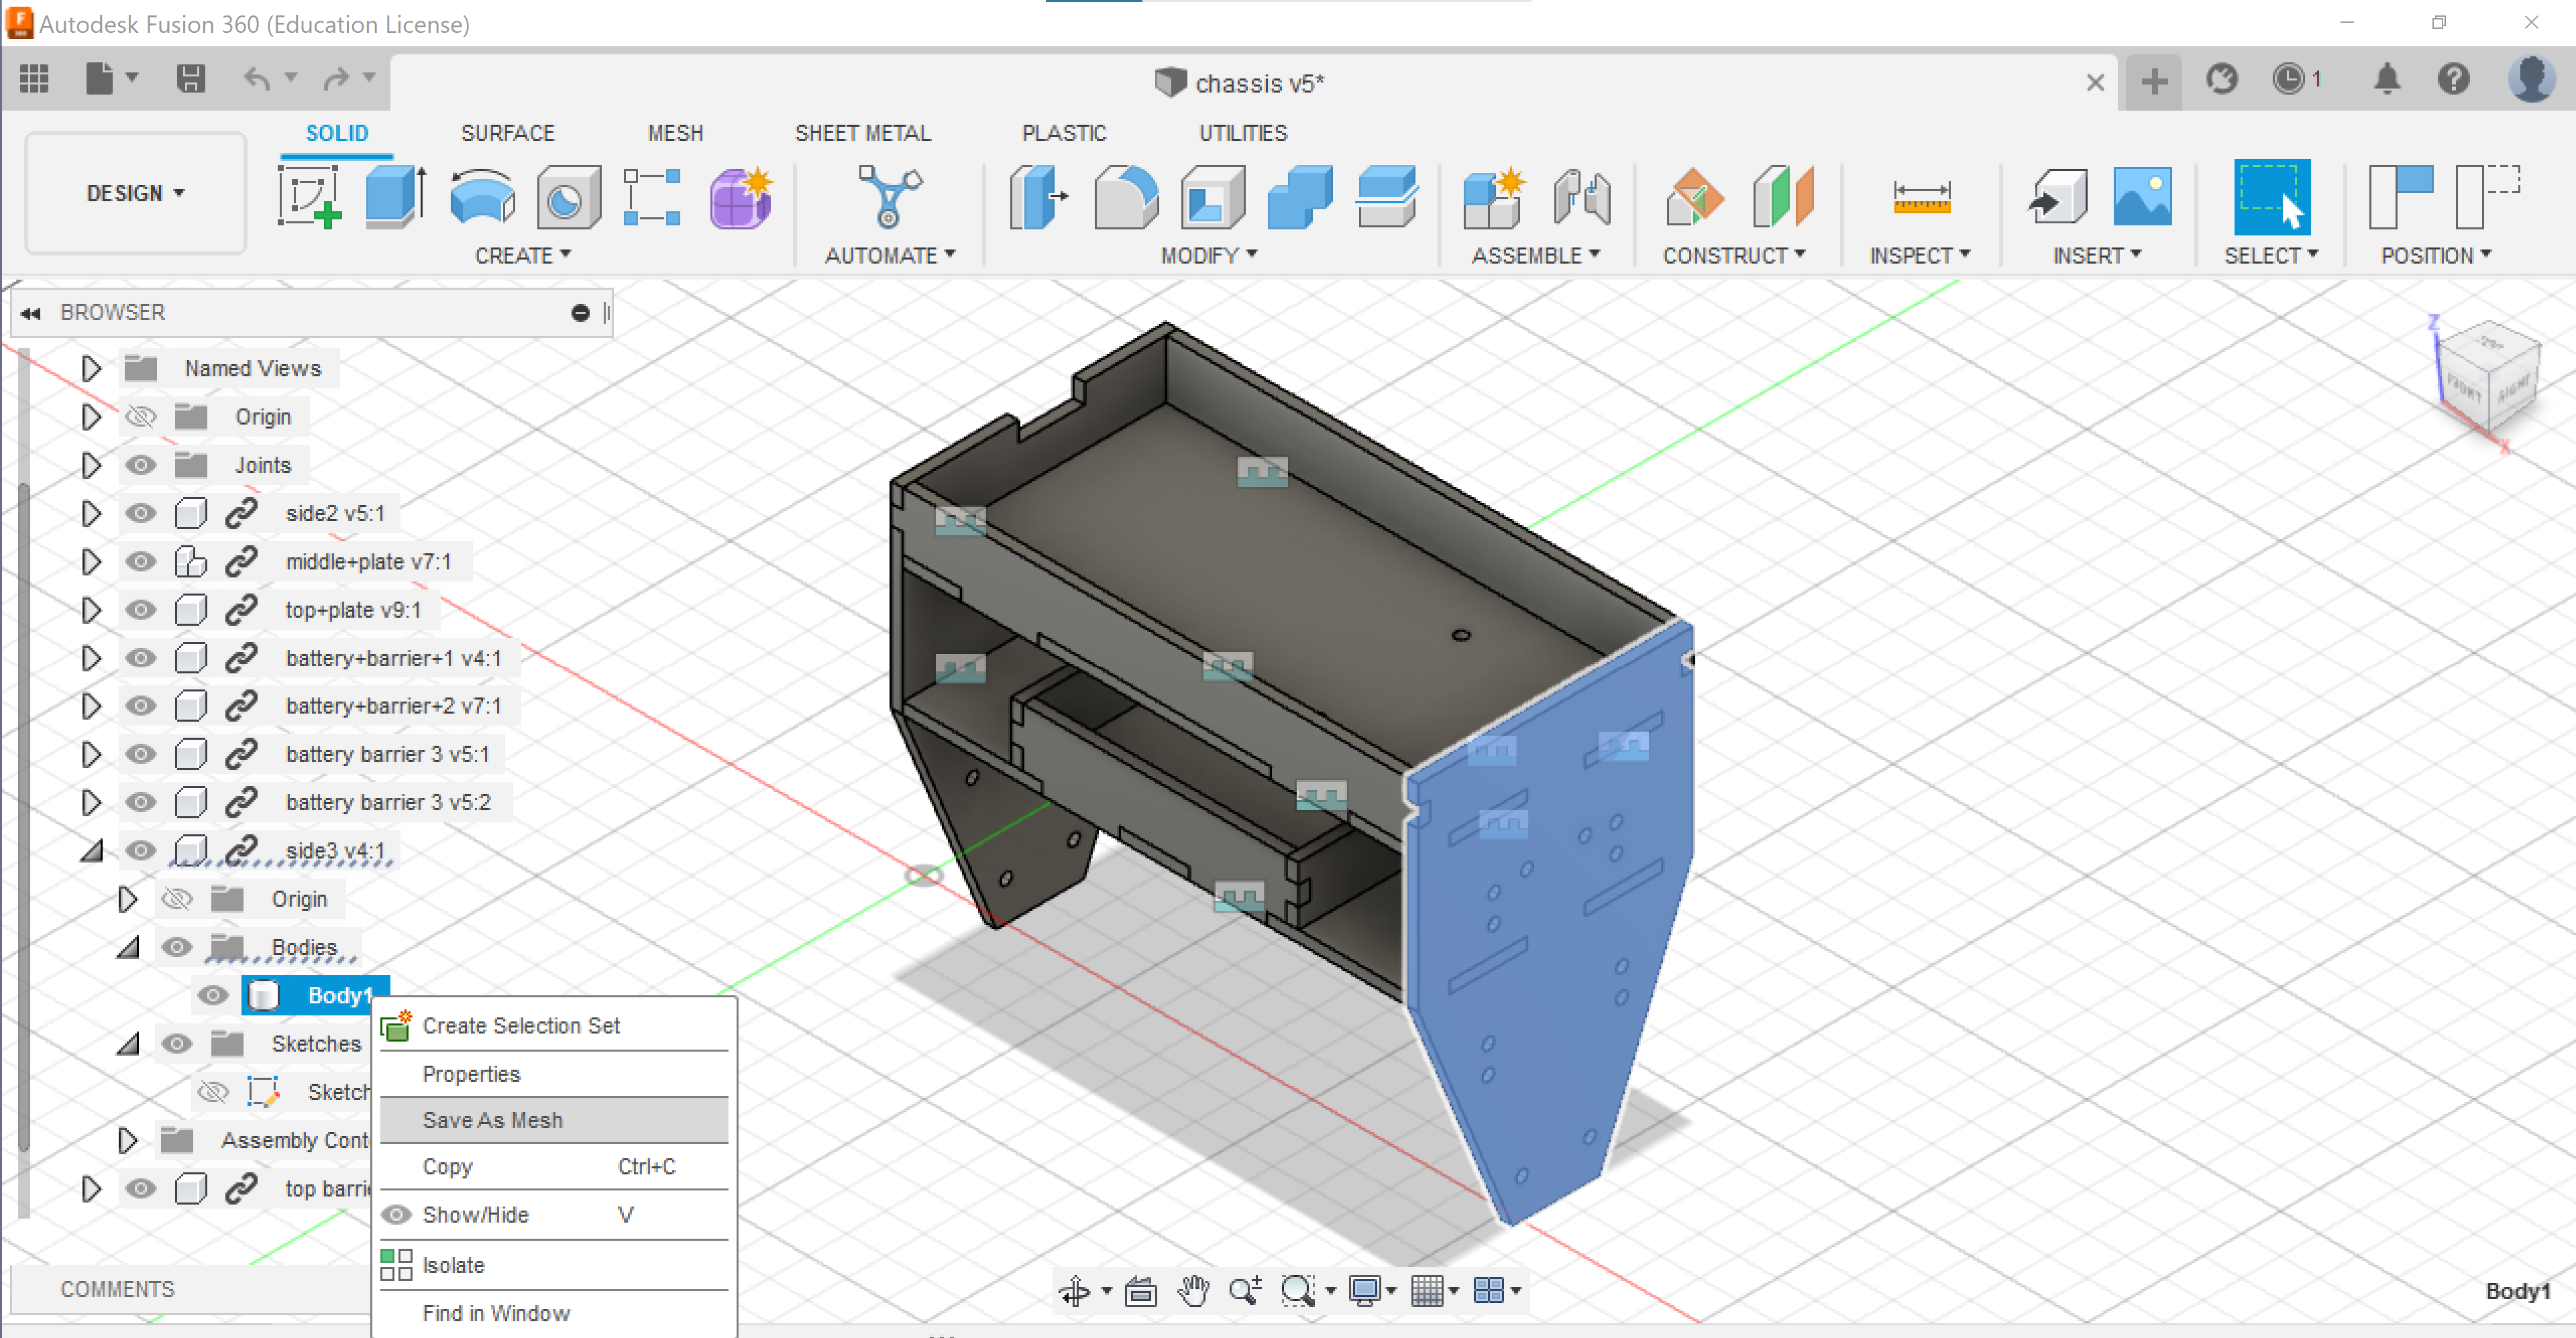 Autodesk Fusion 360 (Education License)
chassis v5*
1
SOLID SURFACE MESH SHEET METAL PLASTIC UTILITIES
DESIGN
CREATE AUTOMATE MODIFY ASSEMBLE CONSTRUCT INSPECT INSERT SELECT POSITION
BROWSER
Named Views
Origin
Joints
side2 v5:1
middle+plate v7:1
top+plate v9:1
battery+barrier+1 v4:1
battery+barrier+2 v7:1
battery barrier 3 v5:1
battery barrier 3 v5:2
side3 v4:1
Origin
Bodies
Body1
Sketches
Sketch
Assembly Cont
top barri
Create Selection Set
Properties
Save As Mesh
Copy Ctrl+C
Show/Hide V
Isolate
Find in Window
COMMENTS
Z
TOP
FRONT RIGHT
X
Body1